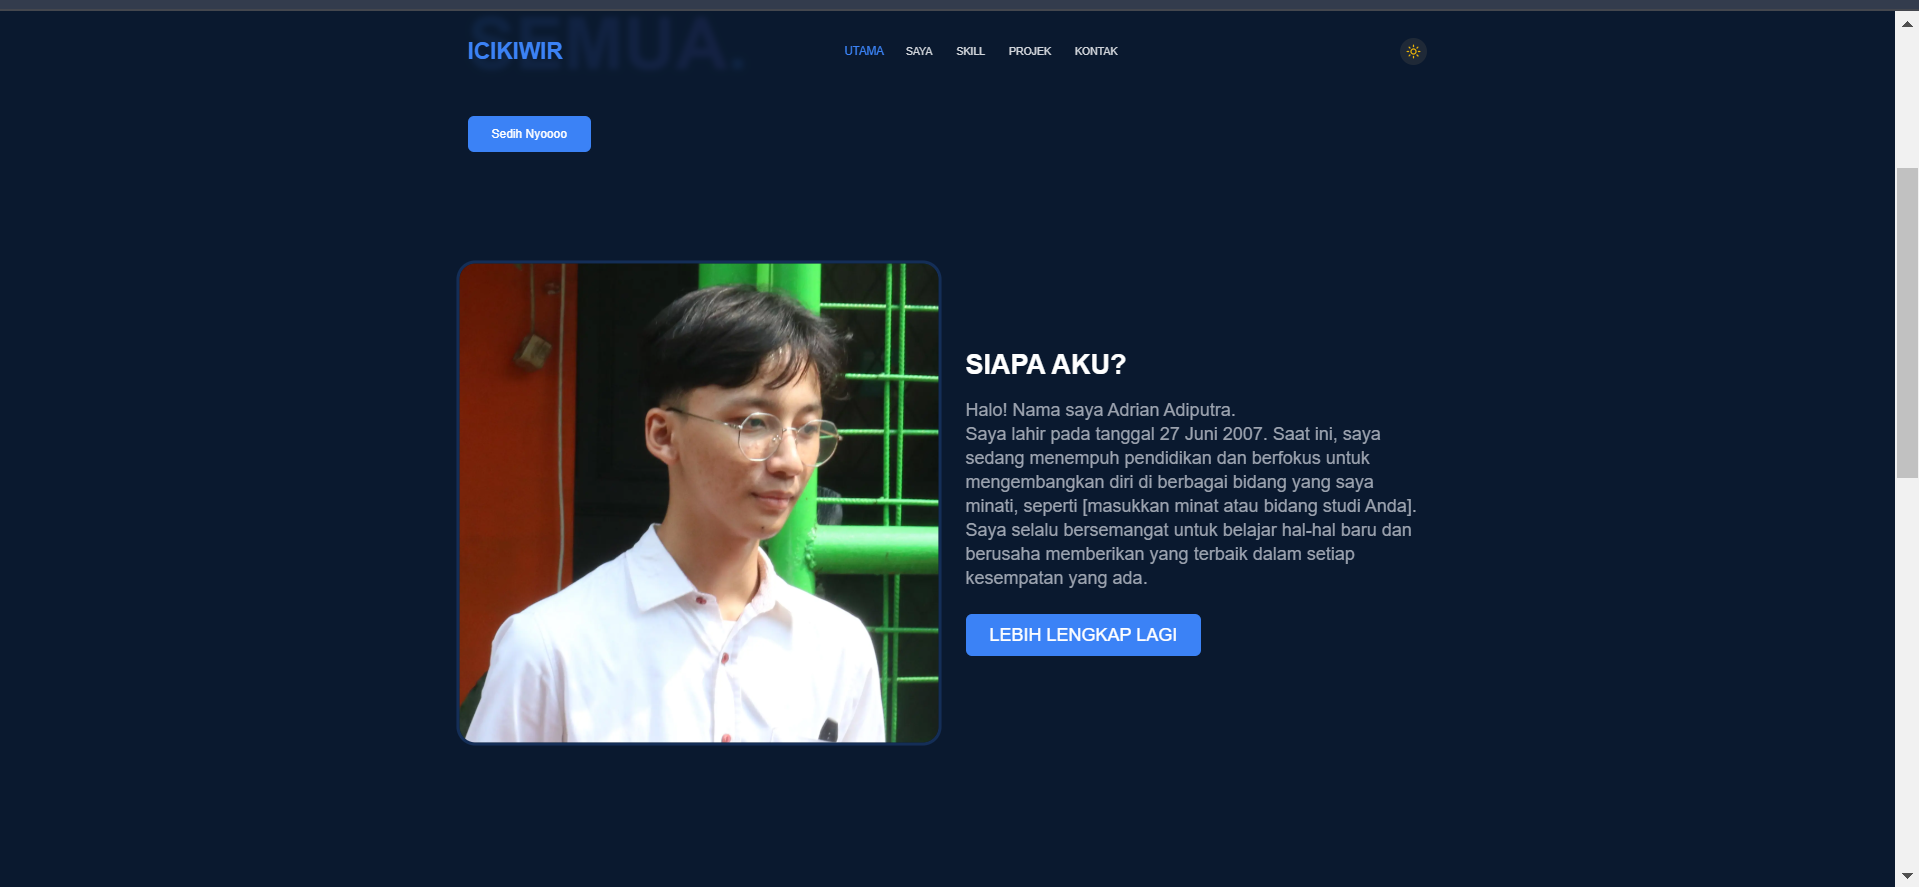 SEMUA.
ICIKIWIR
UTAMA SAYA SKILL PROJEK KONTAK
Sedih Nyoooo
SIAPA AKU?
Halo! Nama saya Adrian Adiputra.
Saya lahir pada tanggal 27 Juni 2007. Saat ini, saya
sedang menempuh pendidikan dan berfokus untuk
mengembangkan diri di berbagai bidang yang saya
minati, seperti [masukkan minat atau bidang studi Anda].
Saya selalu bersemangat untuk belajar hal-hal baru dan
berusaha memberikan yang terbaik dalam setiap
kesempatan yang ada.
LEBIH LENGKAP LAGI